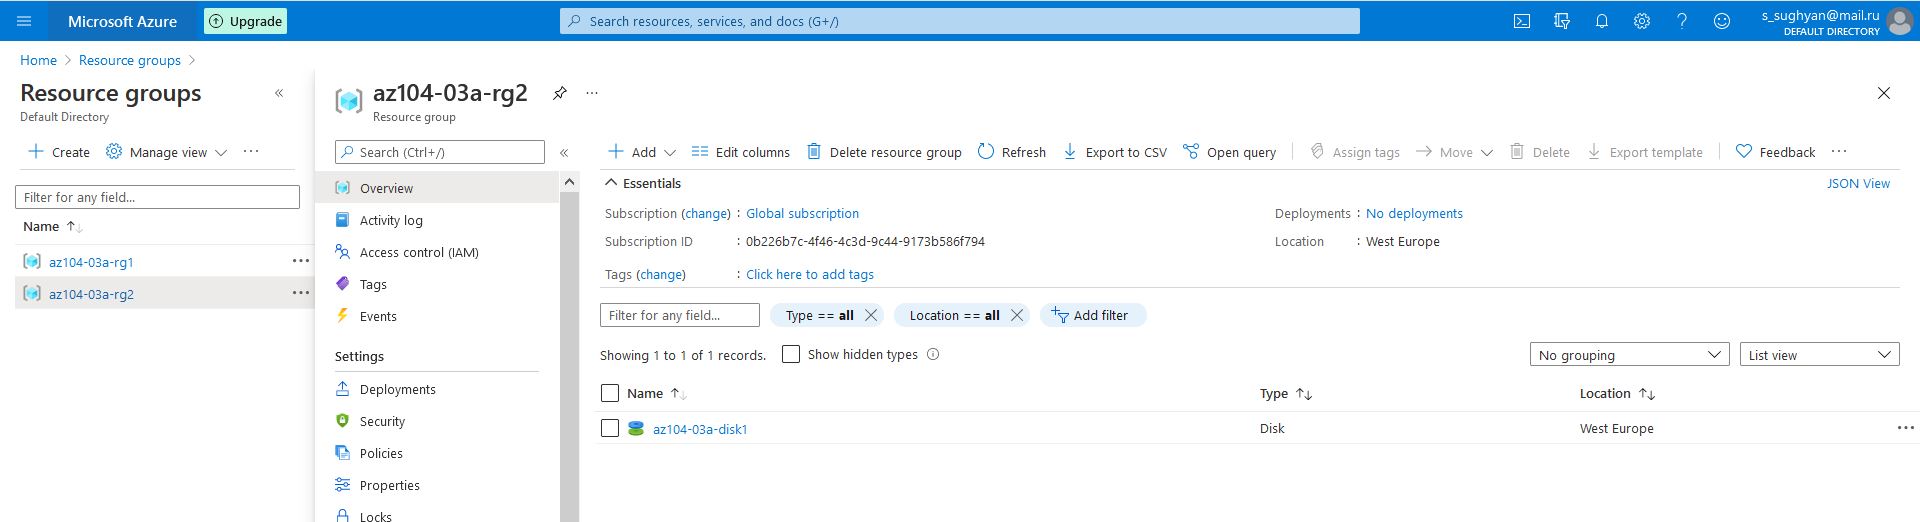 Microsoft Azure
Upgrade
Search resources, services, and docs (G+/)
s_sughyan@mail.ru
DEFAULT DIRECTORY
Home > Resource groups >
Resource groups
«
Default Directory
Create
Manage view
...
Filter for any field...
Name ↑↓
az104-03a-rg1
...
az104-03a-rg2
...
az104-03a-rg2
...
Resource group
Search (Ctrl+/)
«
Overview
Activity log
Access control (IAM)
Tags
Events
Settings
Deployments
Security
Policies
Properties
Locks
Add
Edit columns
Delete resource group
Refresh
Export to CSV
Open query
Assign tags
Move
Delete
Export template
Feedback
...
Essentials
JSON View
Subscription (change) : Global subscription
Deployments : No deployments
Subscription ID : 0b226b7c-4f46-4c3d-9c44-9173b586f794
Location : West Europe
Tags (change) : Click here to add tags
Filter for any field...
Type == all
Location == all
Add filter
Showing 1 to 1 of 1 records.
Show hidden types
No grouping
List view
Name ↑↓
Type ↑↓
Location ↑↓
az104-03a-disk1
Disk
West Europe
...